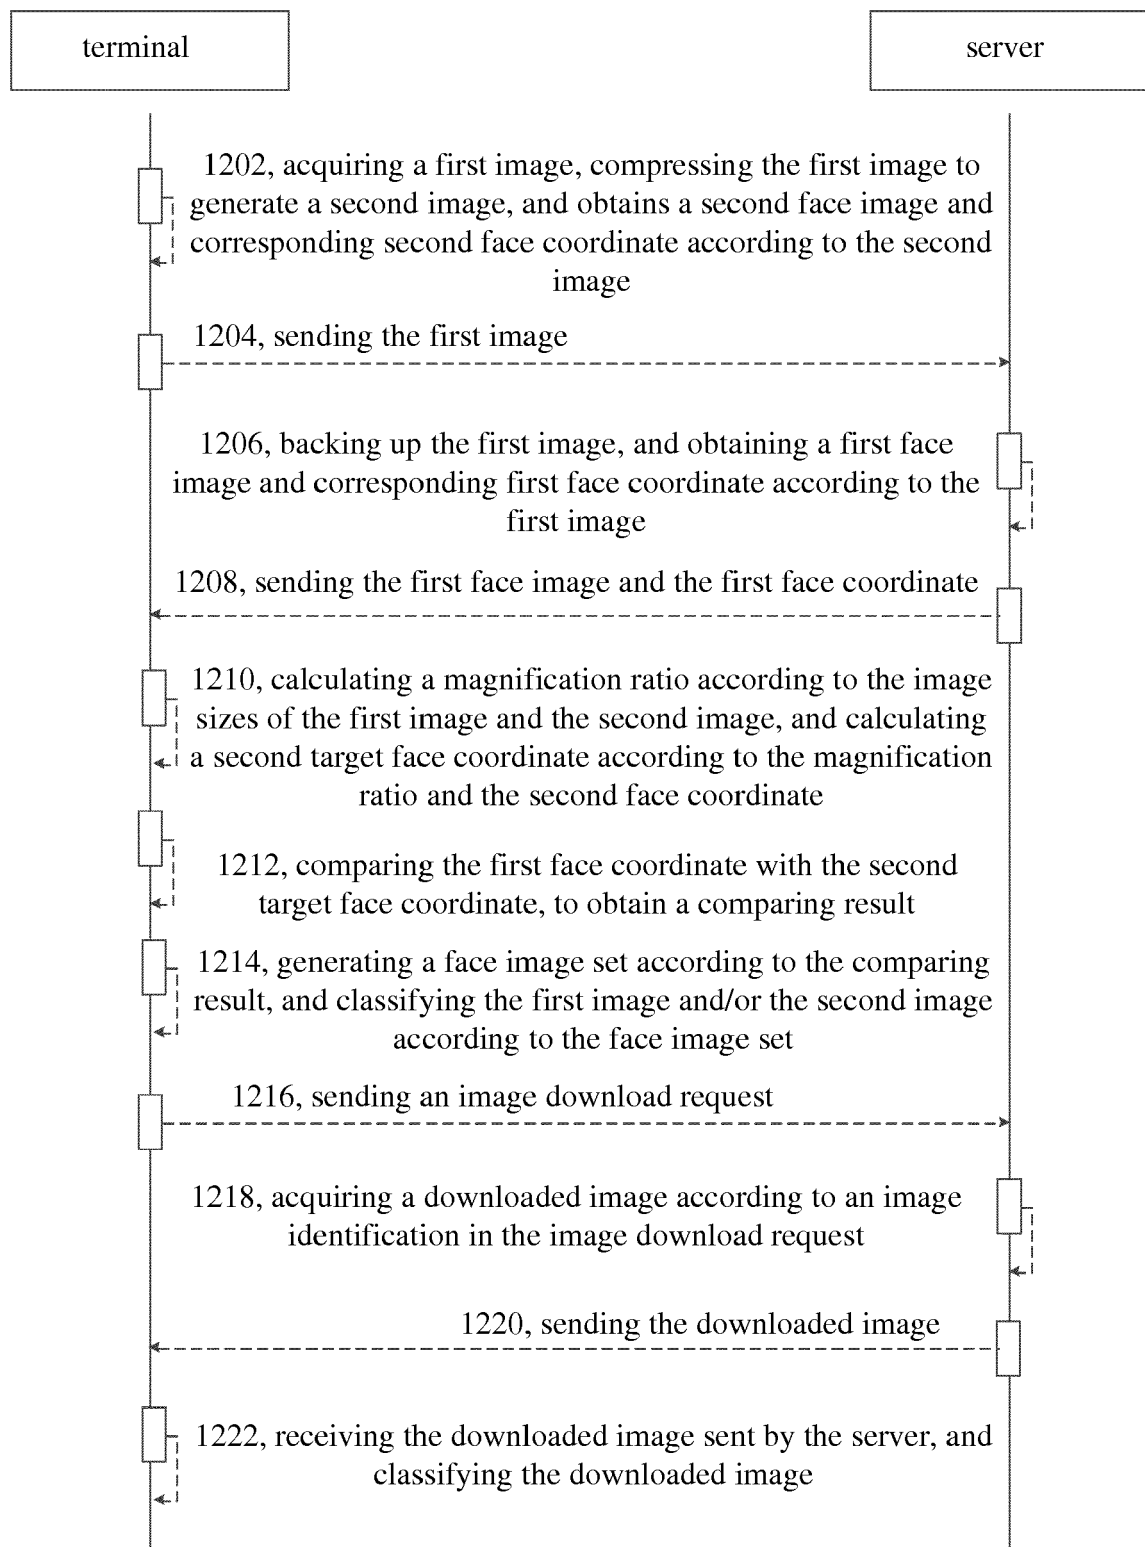 terminal
server
1202, acquiring a first image, compressing the first image to
generate a second image, and obtains a second face image and
corresponding second face coordinate according to the second
image
1204, sending the first image
1206, backing up the first image, and obtaining a first face
image and corresponding first face coordinate according to the
first image
1208, sending the first face image and the first face coordinate
1210, calculating a magnification ratio according to the image
sizes of the first image and the second image, and calculating
a second target face coordinate according to the magnification
ratio and the second face coordinate
1212, comparing the first face coordinate with the second
target face coordinate, to obtain a comparing result
1214, generating a face image set according to the comparing
result, and classifying the first image and/or the second image
according to the face image set
1216, sending an image download request
1218, acquiring a downloaded image according to an image
identification in the image download request
1220, sending the downloaded image
1222, receiving the downloaded image sent by the server, and
classifying the downloaded image